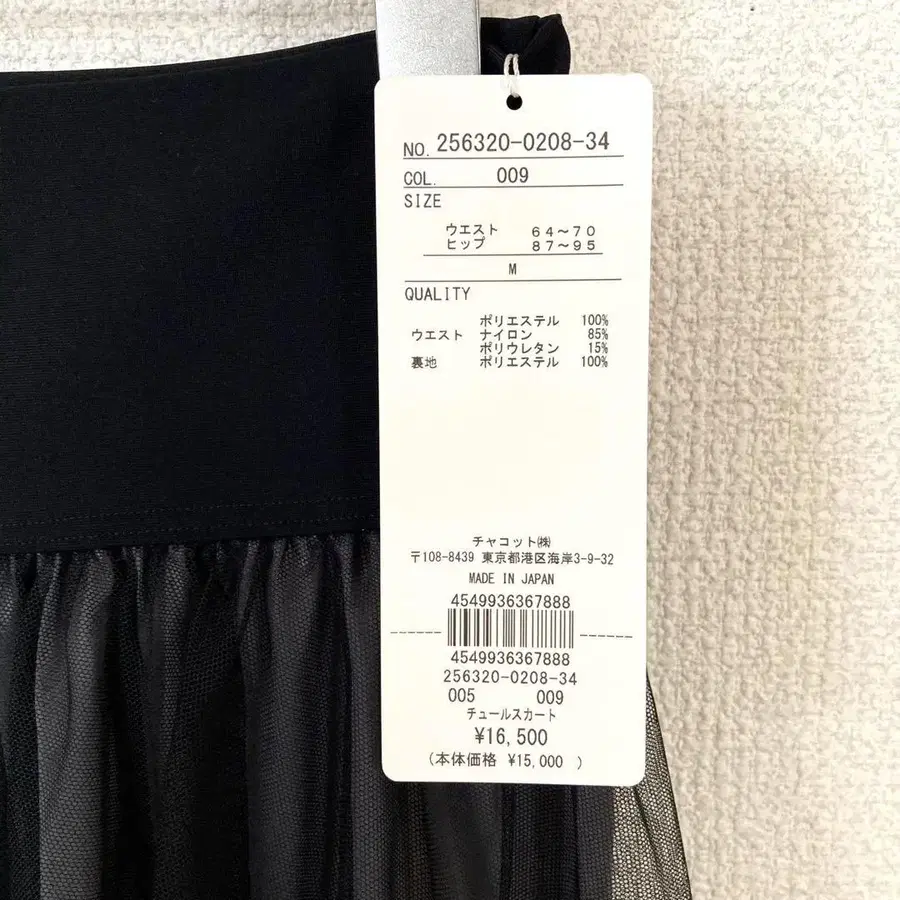 NO. 256320-0208-34
COL. 009
SIZE
ウエスト 64～70
ヒップ 87～95
M
QUALITY
ポリエステル 100%
ウエスト ナイロン 85%
ポリウレタン 15%
裏地 ポリエステル 100%
チャコット㈱
〒108-8439 東京都港区海岸3-9-32
MADE IN JAPAN
4549936367888
4549936367888
256320-0208-34
005 009
チュールスカート
¥16,500
(本体価格 ¥15,000 )